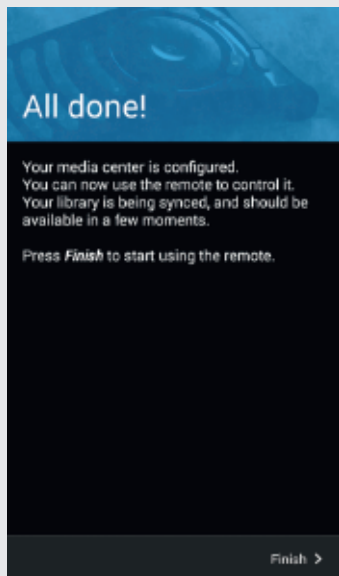 All done!
Your media center is configured.
You can now use the remote to control it.
Your library is being synced, and should be
available in a few moments.
Press Finish to start using the remote.
Finish >